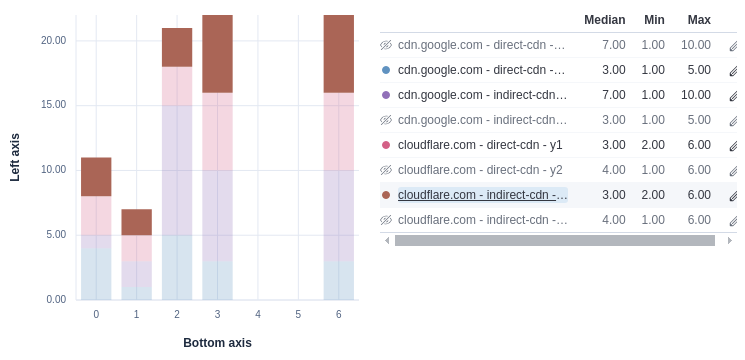 Median Min Max
cdn.google.com - direct-cdn -… 7.00 1.00 10.00
cdn.google.com - direct-cdn -… 3.00 1.00 5.00
cdn.google.com - indirect-cdn… 7.00 1.00 10.00
cdn.google.com - indirect-cdn… 3.00 1.00 5.00
cloudflare.com - direct-cdn - y1 3.00 2.00 6.00
cloudflare.com - direct-cdn - y2 4.00 1.00 6.00
cloudflare.com - indirect-cdn -… 3.00 2.00 6.00
cloudflare.com - indirect-cdn -… 4.00 1.00 6.00
Left axis
20.00
15.00
10.00
5.00
0.00
0 1 2 3 4 5 6
Bottom axis